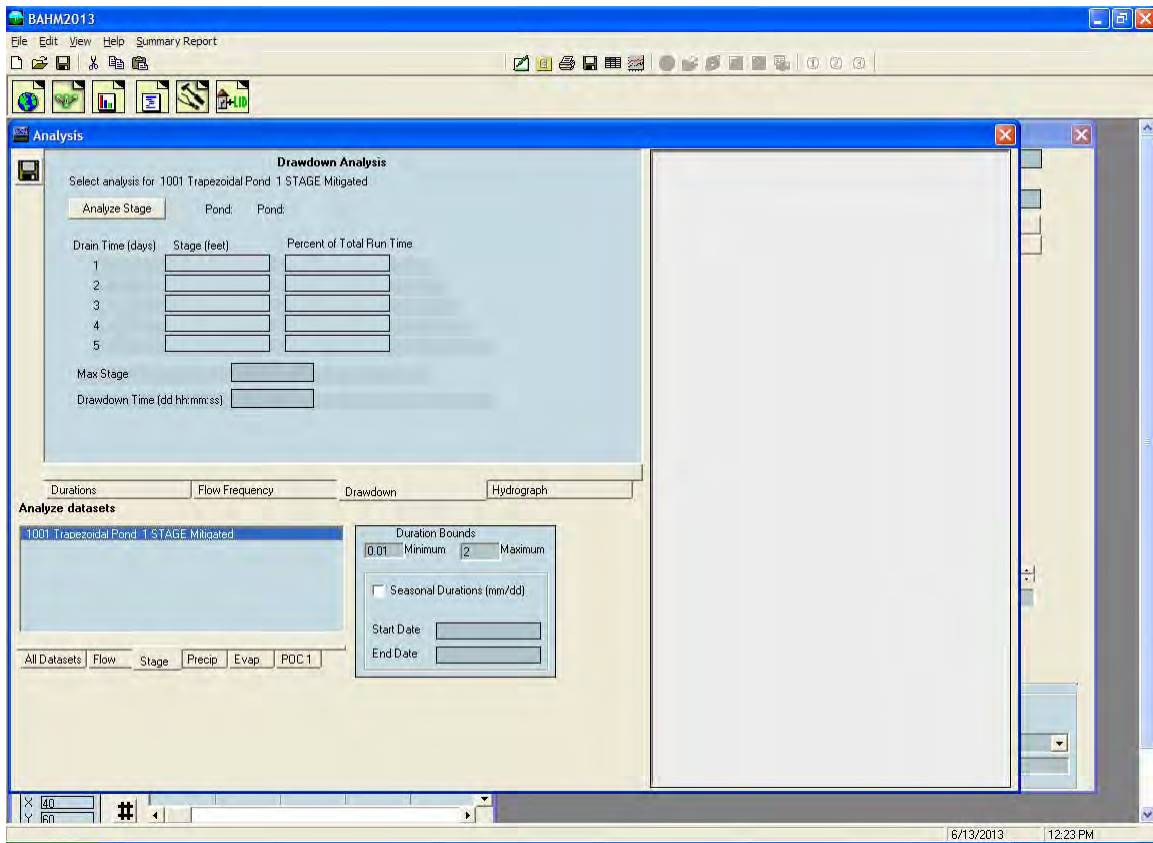 BAHM2013
File Edit View Help Summary Report
1 2 3
+LID
Analysis
Drawdown Analysis
Select analysis for 1001 Trapezoidal Pond 1 STAGE Mitigated
Analyze Stage Pond: Pond:
Drain Time (days) Stage (feet) Percent of Total Run Time
1
2
3
4
5
Max Stage
Drawdown Time (dd hh:mm:ss)
Durations Flow Frequency Drawdown Hydrograph
Analyze datasets
1001 Trapezoidal Pond 1 STAGE Mitigated
Duration Bounds
0.01 Minimum 2 Maximum
Seasonal Durations (mm/dd)
Start Date
End Date
All Datasets Flow Stage Precip Evap POC 1
X 40
Y 60
#
6/13/2013 12:23 PM